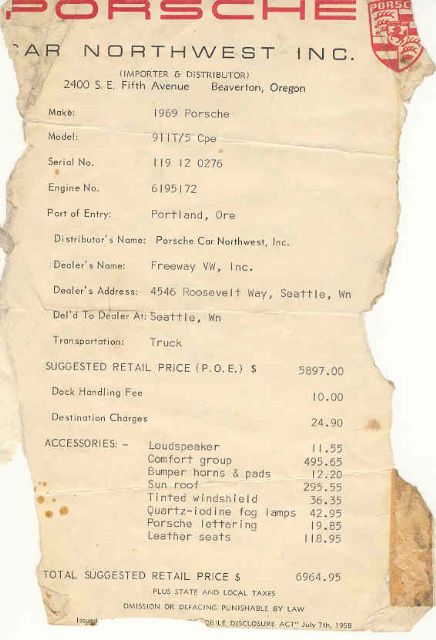 PORSCHE
PORSC
CAR NORTHWEST INC.
(IMPORTER & DISTRIBUTOR)
2400 S.E. Fifth Avenue Beaverton, Oregon
Make: 1969 Porsche
Model: 911T/5 Cpe
Serial No. 119 12 0276
Engine No. 6195172
Port of Entry: Portland, Ore
Distributor's Name: Porsche Car Northwest, Inc.
Dealer's Name: Freeway VW, Inc.
Dealer's Address: 4546 Roosevelt Way, Seattle, Wn
Del'd To Dealer At: Seattle, Wn
Transportation: Truck
SUGGESTED RETAIL PRICE (P.O.E.) $ 5897.00
Dock Handling Fee 10.00
Destination Charges 24.90
ACCESSORIES: - Loudspeaker 11.55
Comfort group 495.65
Bumper horns & pads 12.20
Sun roof 295.55
Tinted windshield 36.35
Quartz-iodine fog lamps 42.95
Porsche lettering 19.85
Leather seats 118.95
TOTAL SUGGESTED RETAIL PRICE $ 6964.95
PLUS STATE AND LOCAL TAXES
OMISSION OR DEFACING PUNISHABLE BY LAW
Issued OBILE DISCLOSURE ACT" July 7th, 1958